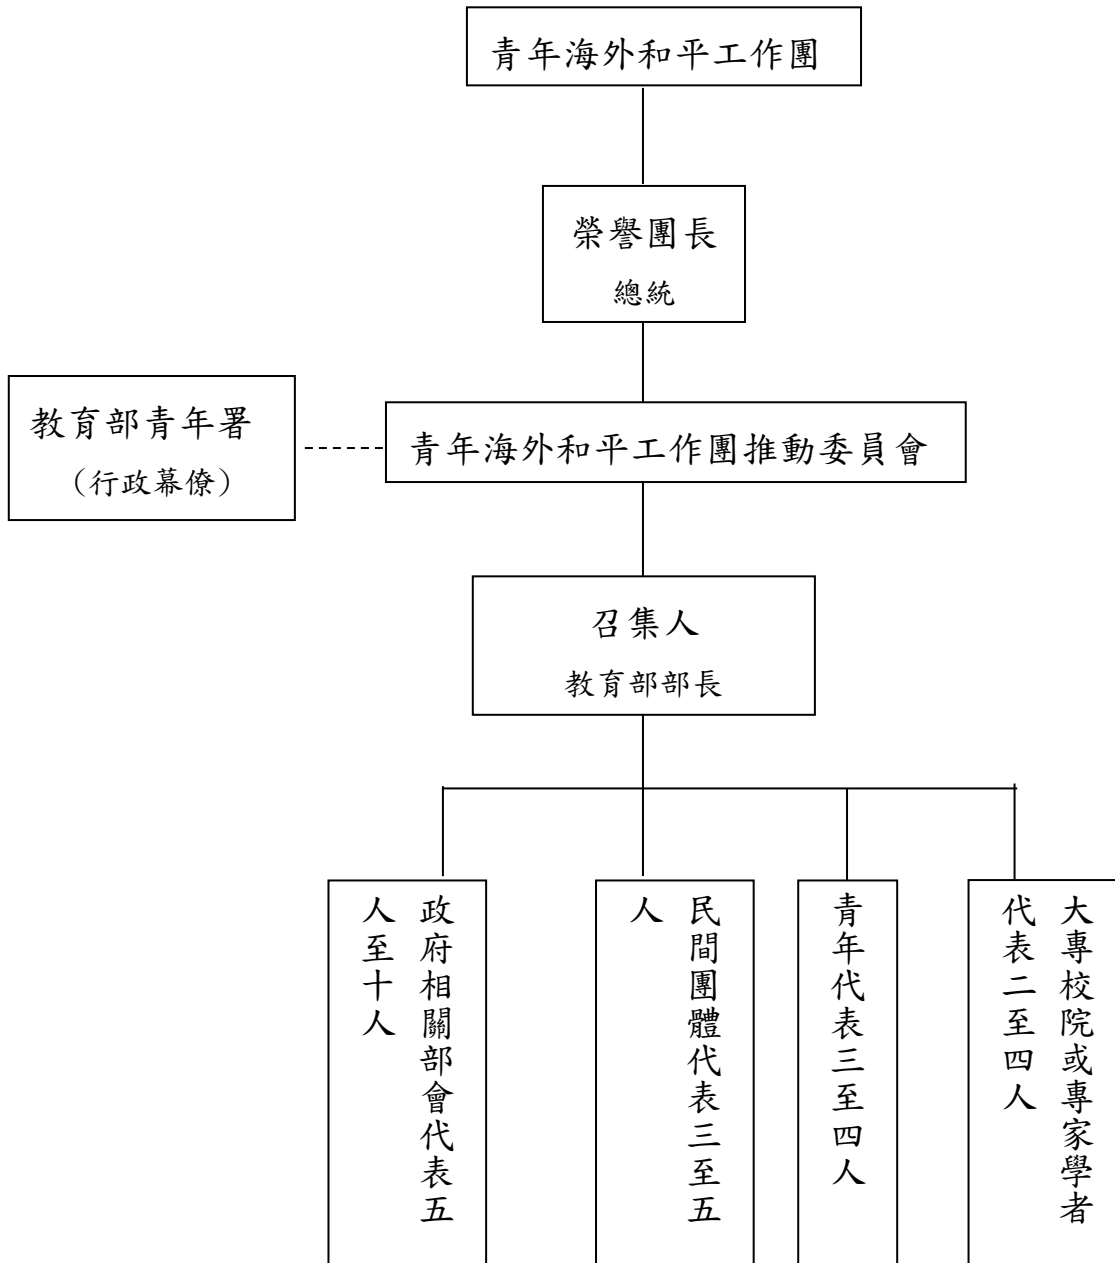 青年海外和平工作團
榮譽團長
總統
教育部青年署
(行政幕僚)
青年海外和平工作團推動委員會
召集人
教育部部長
政府相關部會代表五
人至十人
民間團體代表三至五
人
青年代表三至四人
大專校院或專家學者
代表二至四人